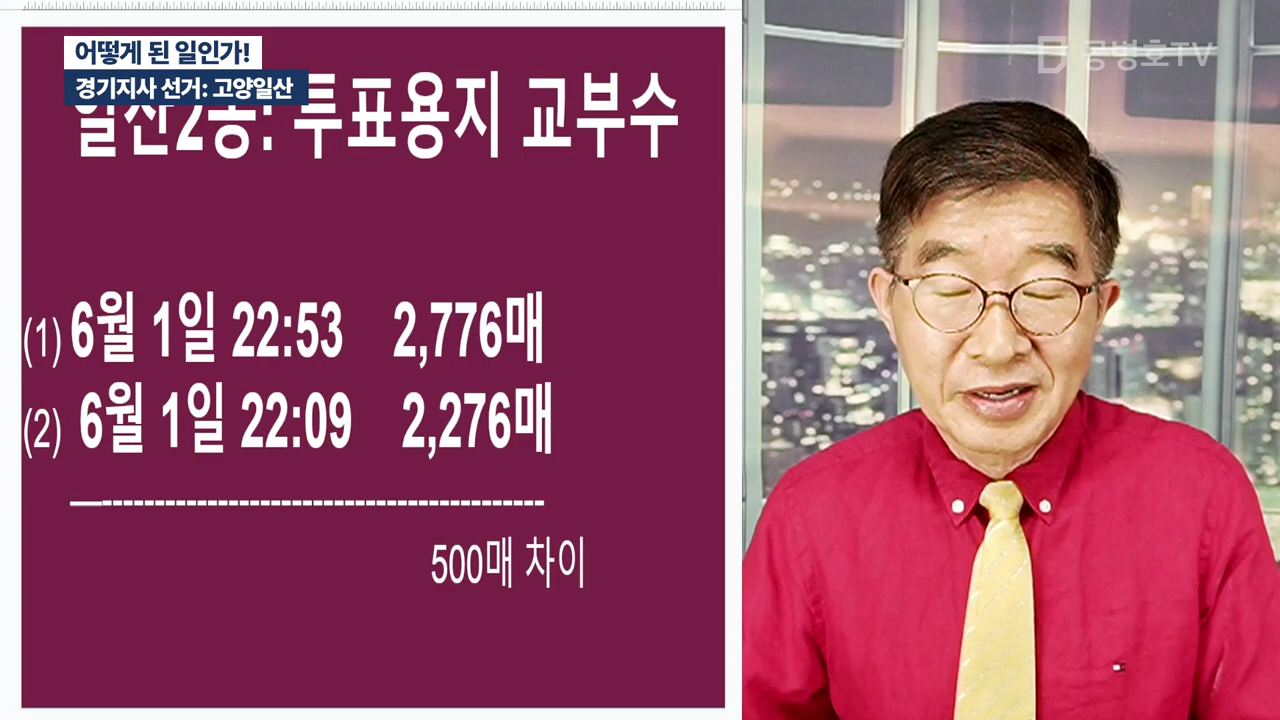 어떻게 된 일인가!
경기지사 선거: 고양일산
공병호TV
일산2동: 투표용지 교부수
(1) 6월 1일 22:53 2,776매
(2) 6월 1일 22:09 2,276매
500매 차이